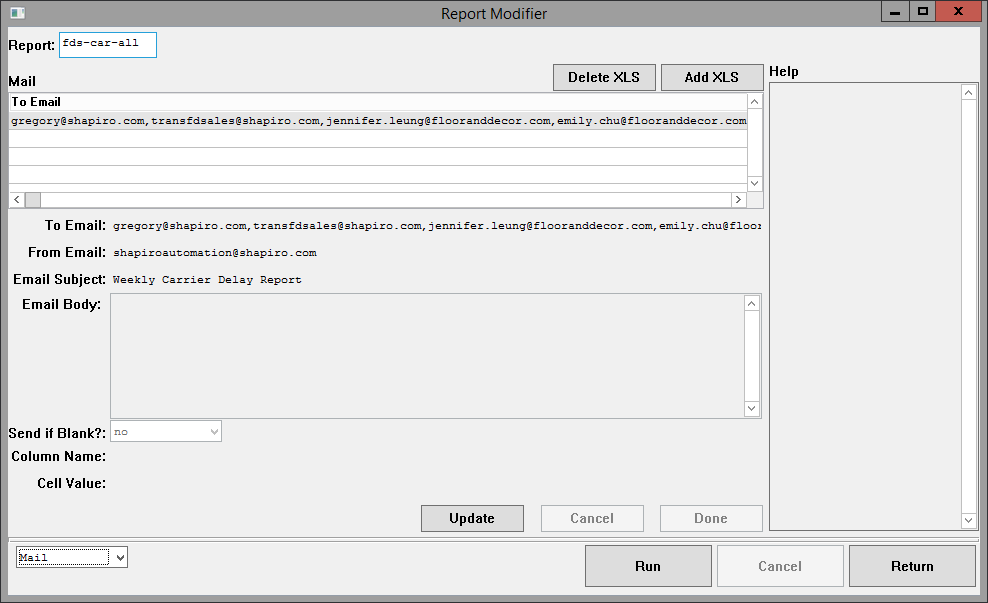 Report Modifier
Report: fds-car-all
Delete XLS Add XLS Help
Mail
To Email
gregory@shapiro.com,transfdsales@shapiro.com,jennifer.leung@flooranddecor.com,emily.chu@flooranddecor.com
To Email: gregory@shapiro.com,transfdsales@shapiro.com,jennifer.leung@flooranddecor.com,emily.chu@floor
From Email: shapiroautomation@shapiro.com
Email Subject: Weekly Carrier Delay Report
Email Body:
Send if Blank?: no
Column Name:
Cell Value:
Update Cancel Done
Mail Run Cancel Return